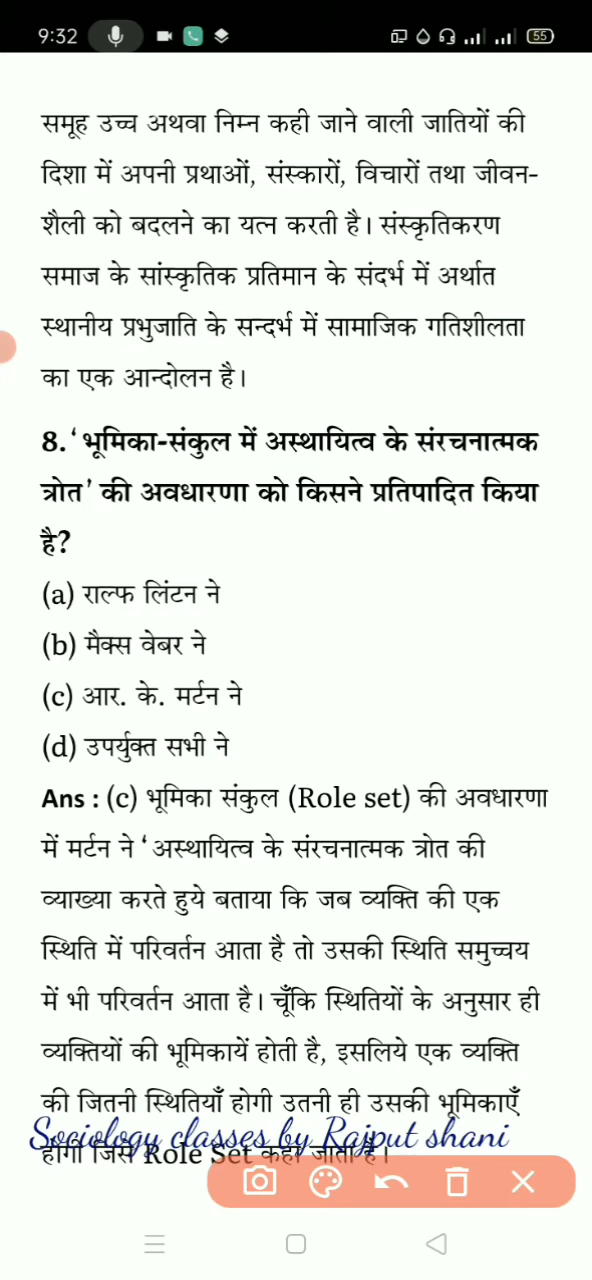 9:32
55
समूह उच्च अथवा निम्न कही जाने वाली जातियों की
दिशा में अपनी प्रथाओं, संस्कारों, विचारों तथा जीवन-
शैली को बदलने का यत्न करती है। संस्कृतिकरण
समाज के सांस्कृतिक प्रतिमान के संदर्भ में अर्थात
स्थानीय प्रभुजाति के सन्दर्भ में सामाजिक गतिशीलता
का एक आन्दोलन है।
8. ‘भूमिका-संकुल में अस्थायित्व के संरचनात्मक
त्रोत’ की अवधारणा को किसने प्रतिपादित किया
है?
(a) राल्फ लिंटन ने
(b) मैक्स वेबर ने
(c) आर. के. मर्टन ने
(d) उपर्युक्त सभी ने
Ans : (c) भूमिका संकुल (Role set) की अवधारणा
में मर्टन ने ‘अस्थायित्व के संरचनात्मक त्रोत की
व्याख्या करते हुये बताया कि जब व्यक्ति की एक
स्थिति में परिवर्तन आता है तो उसकी स्थिति समुच्चय
में भी परिवर्तन आता है। चूँकि स्थितियों के अनुसार ही
व्यक्तियों की भूमिकायें होती है, इसलिये एक व्यक्ति
की जितनी स्थितियाँ होगी उतनी ही उसकी भूमिकाएँ
Sociology classes by Rajput shani
होगी जिसे Role Set कहा जाता है।